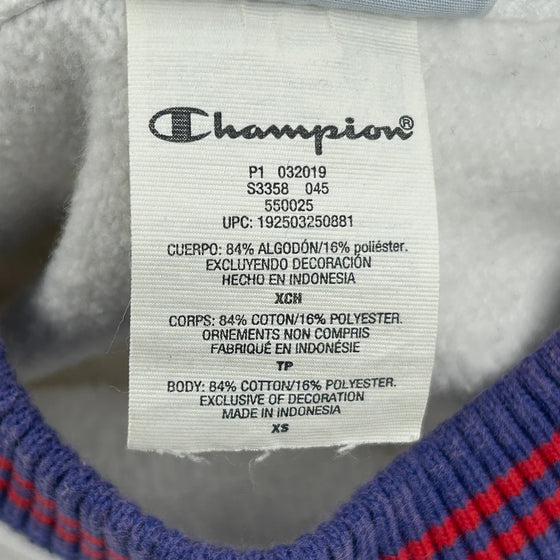 Champion®
P1 032019
S3358 045
550025
UPC: 192503250881
CUERPO: 84% ALGODÓN/16% poliéster.
EXCLUYENDO DECORACIÓN
HECHO EN INDONESIA
XCH
CORPS: 84% COTON/16% POLYESTER.
ORNEMENTS NON COMPRIS
FABRIQUÉ EN INDONÉSIE
TP
BODY: 84% COTTON/16% POLYESTER.
EXCLUSIVE OF DECORATION
MADE IN INDONESIA
XS